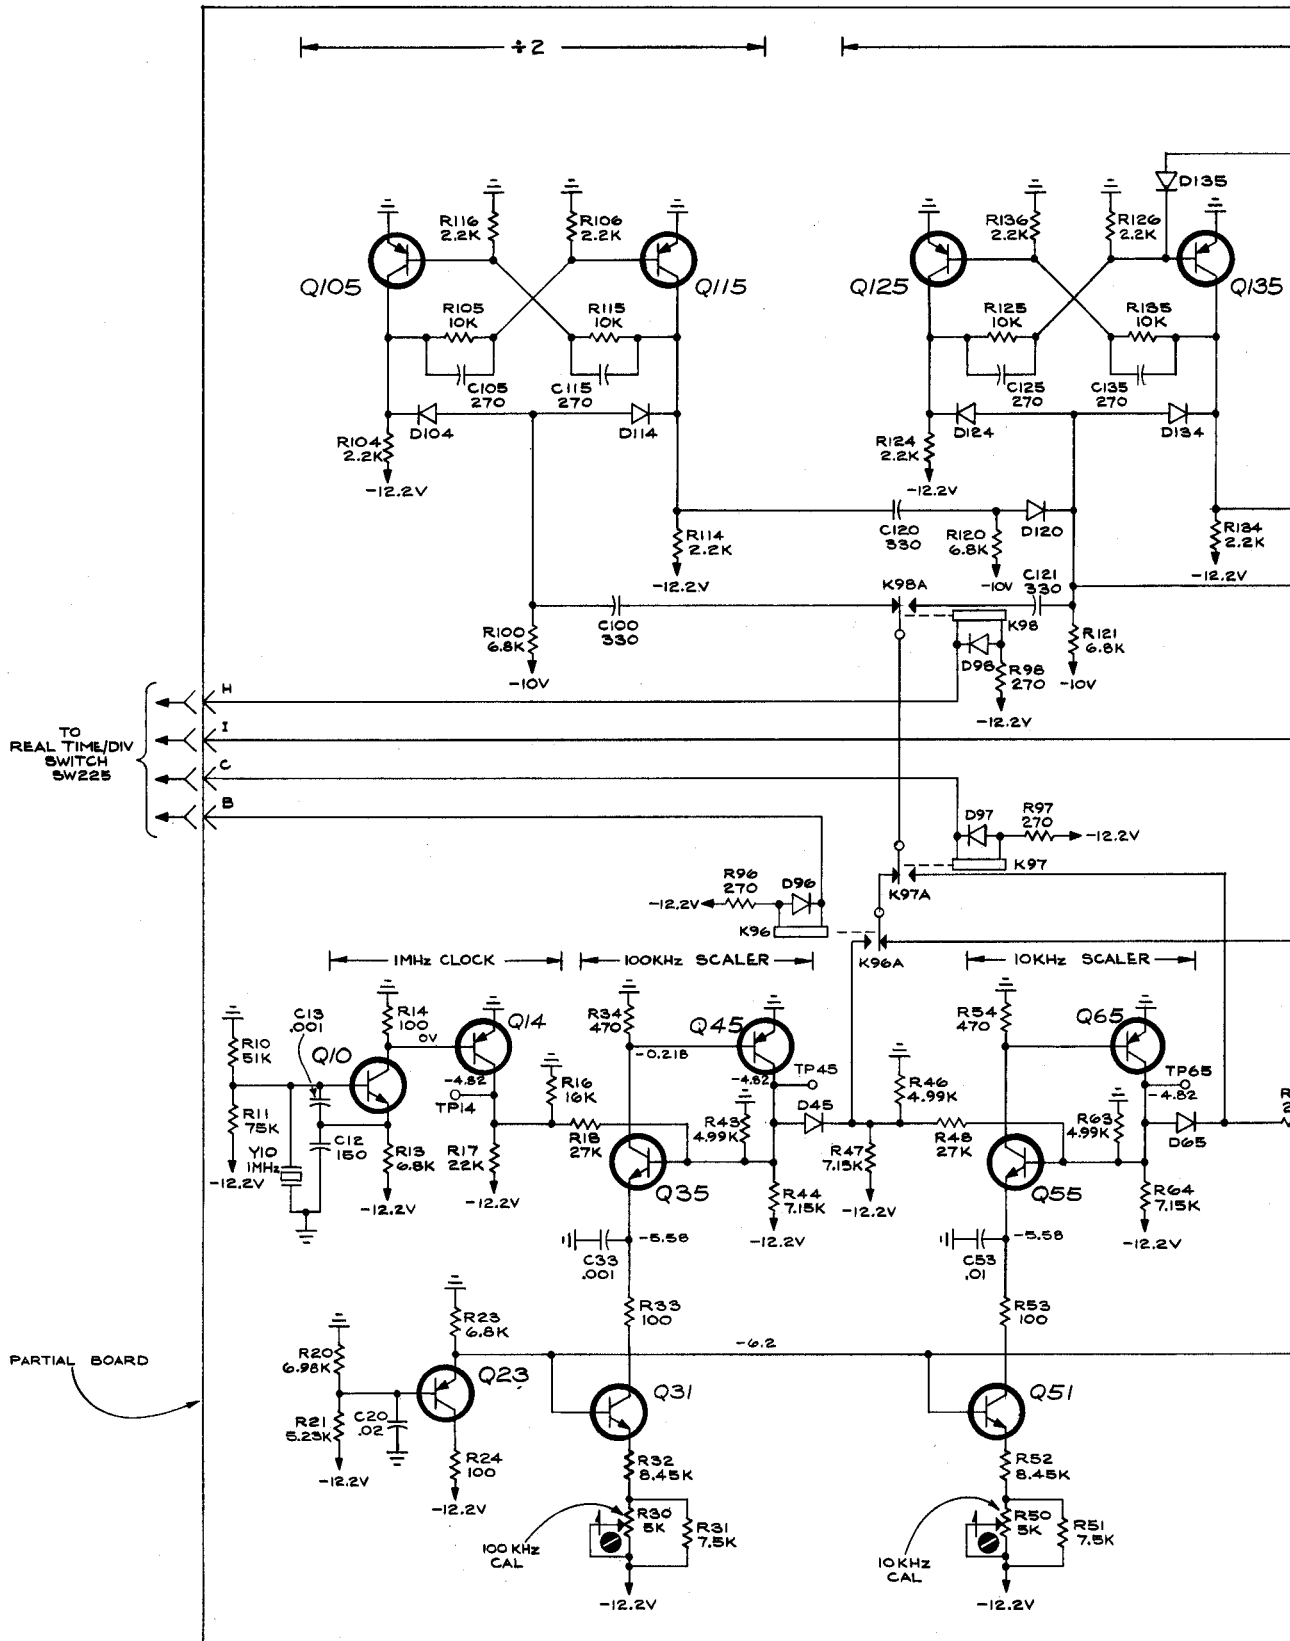 ÷2
D135
R116
2.2K
R106
2.2K
R136
2.2K
R126
2.2K
Q105
Q115
Q125
Q135
R105
10K
R115
10K
R125
10K
R135
10K
C105
270
C115
270
C125
270
C135
270
D104
D114
D124
D134
R104
2.2K
-12.2V
R124
2.2K
-12.2V
R114
2.2K
-12.2V
C120
330
R120
6.8K
-10V
D120
R134
2.2K
-12.2V
K98A
C121
330
K98
R100
6.8K
-10V
C100
330
D98
R98
270
-12.2V
R121
6.8K
-10V
TO
REAL TIME/DIV
SWITCH
SW225
H
I
C
B
D97
R97
270
-12.2V
K97
K97A
R96
270
D96
-12.2V
K96
K96A
1MHz CLOCK
100KHz SCALER
10KHz SCALER
C13
.001
R14
100
0V
Q14
R34
470
Q45
R54
470
Q65
R10
51K
Q10
-0.218
-4.82
TP14
R16
16K
-4.82
TP45
R46
4.99K
TP65
-4.82
R11
75K
Y10
1MHz
-12.2V
C12
150
R13
6.8K
-12.2V
R17
22K
-12.2V
R18
27K
R43
4.99K
D45
R47
7.15K
-12.2V
R48
27K
R63
4.99K
D65
R
2
Q35
R44
7.15K
-12.2V
Q55
R64
7.15K
-12.2V
C33
.001
-5.58
C53
.01
-5.58
R33
100
R53
100
R23
6.8K
-6.2
PARTIAL BOARD
R20
6.98K
Q23
Q31
Q51
R21
5.23K
-12.2V
C20
.02
R24
100
-12.2V
R32
8.45K
R52
8.45K
R30
5K
R31
7.5K
100 KHz
CAL
-12.2V
R50
5K
R51
7.5K
10 KHz
CAL
-12.2V